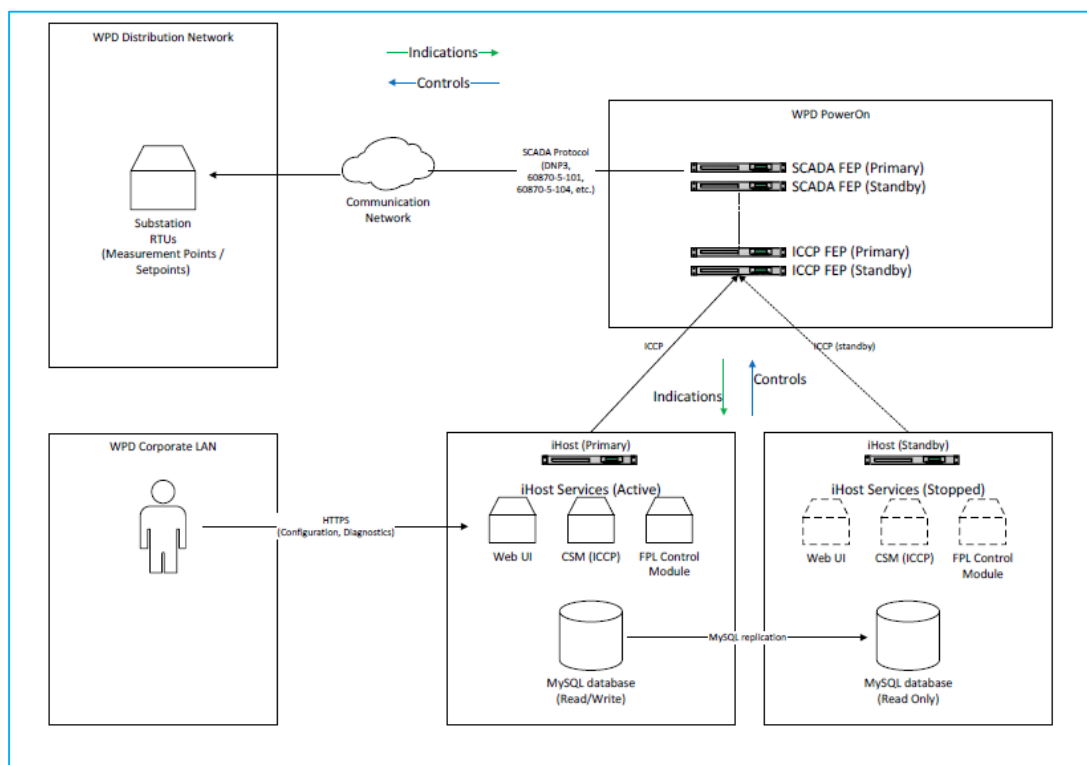 WPD Distribution Network
Indications
Controls
WPD PowerOn
SCADA Protocol
(DNP3,
60870-5-101,
60870-5-104, etc.)
SCADA FEP (Primary)
SCADA FEP (Standby)
Communication
Network
Substation
RTUs
(Measurement Points /
Setpoints)
ICCP FEP (Primary)
ICCP FEP (Standby)
ICCP
ICCP (standby)
Indications
Controls
WPD Corporate LAN
iHost (Primary)
iHost Services (Active)
Web UI
CSM (ICCP)
FPL Control
Module
HTTPS
(Configuration, Diagnostics)
MySQL database
(Read/Write)
MySQL replication
iHost (Standby)
iHost Services (Stopped)
Web UI
CSM (ICCP)
FPL Control
Module
MySQL database
(Read Only)